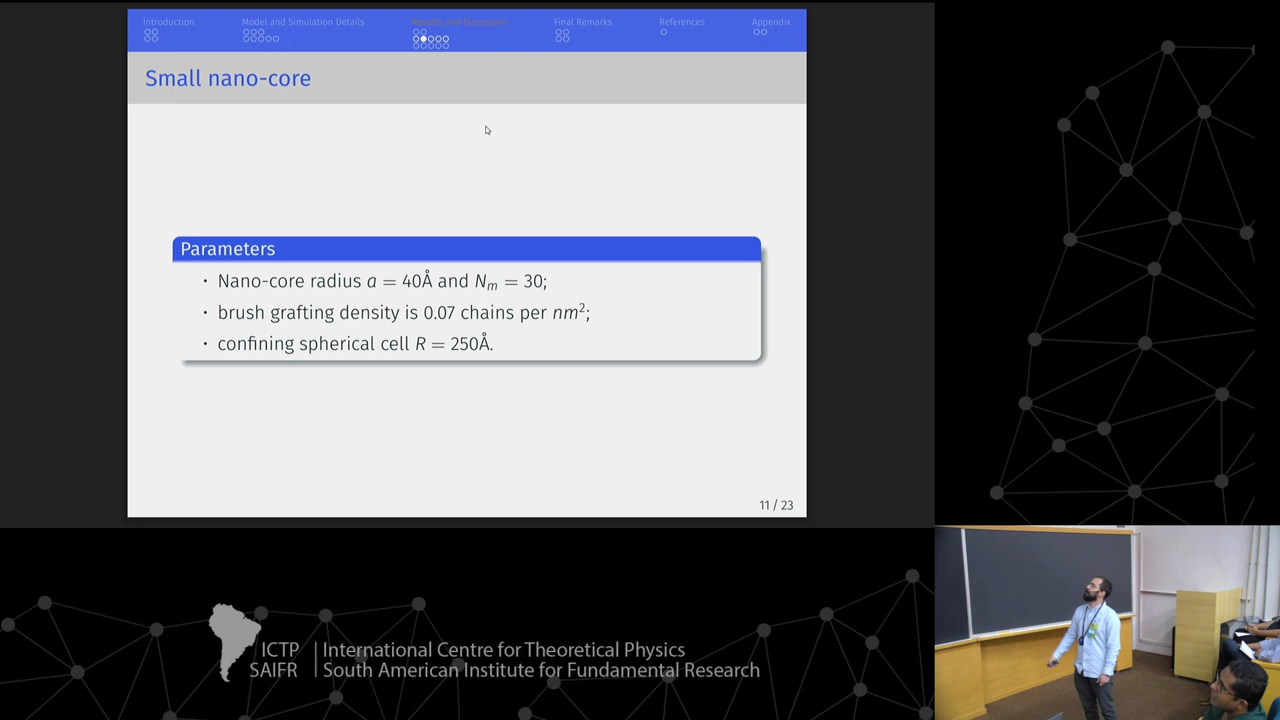 Introduction
Model and Simulation Details
Results and Discussion
Final Remarks
References
Appendix
Small nano-core
Parameters
· Nano-core radius a = 40Å and Nₘ = 30;
· brush grafting density is 0.07 chains per nm²;
· confining spherical cell R = 250Å.
11 / 23
ICTP
SAIFR
International Centre for Theoretical Physics
South American Institute for Fundamental Research